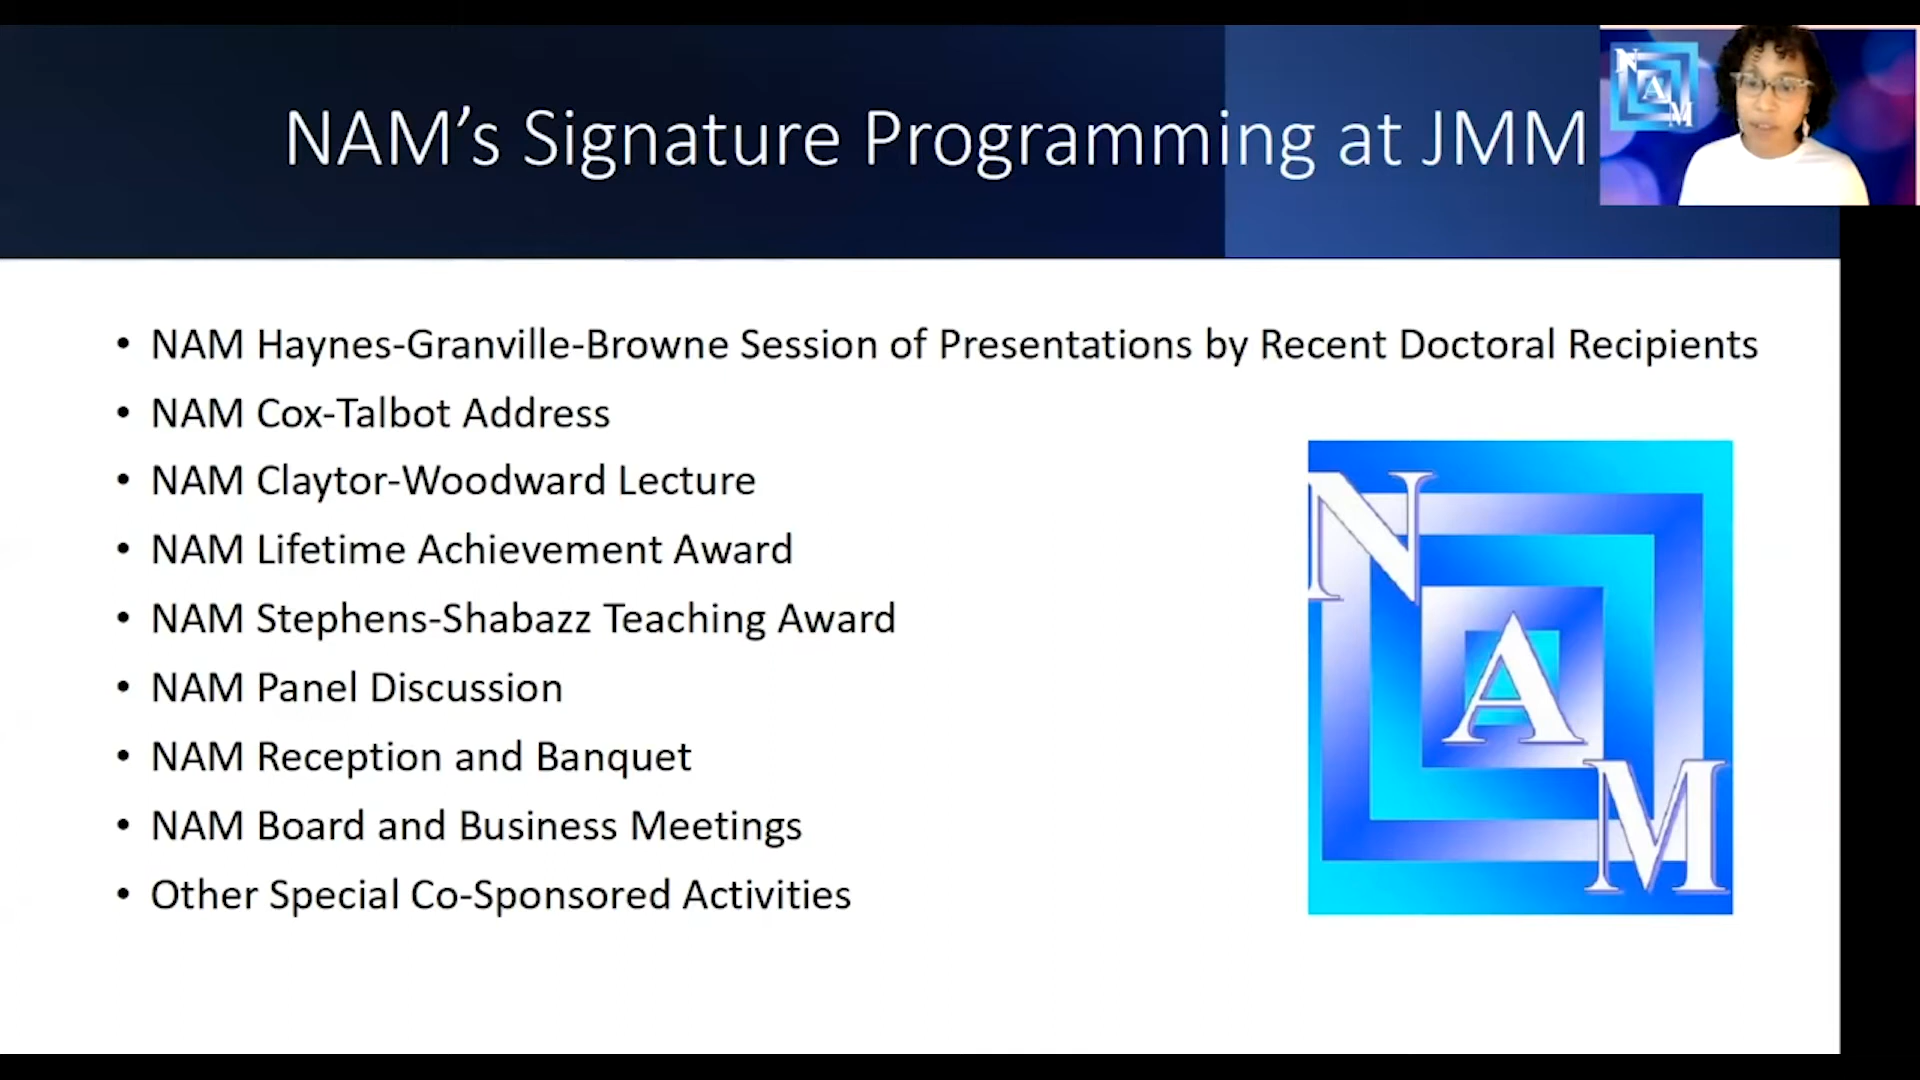 NAM’s Signature Programming at JMM
N
A
M
• NAM Haynes-Granville-Browne Session of Presentations by Recent Doctoral Recipients
• NAM Cox-Talbot Address
• NAM Claytor-Woodward Lecture
• NAM Lifetime Achievement Award
• NAM Stephens-Shabazz Teaching Award
• NAM Panel Discussion
• NAM Reception and Banquet
• NAM Board and Business Meetings
• Other Special Co-Sponsored Activities
N
A
M